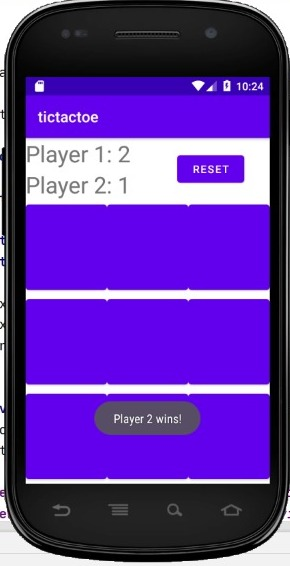 10:24
tictactoe
Player 1: 2
Player 2: 1
RESET
Player 2 wins!